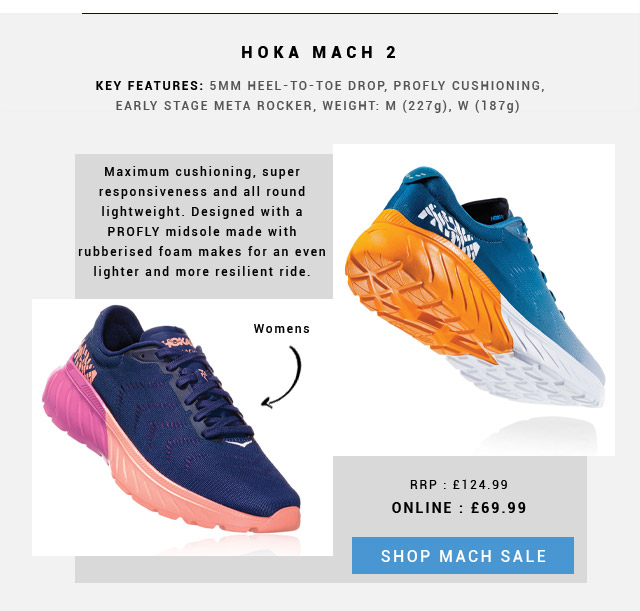 HOKA MACH 2
KEY FEATURES: 5MM HEEL-TO-TOE DROP, PROFLY CUSHIONING,
EARLY STAGE META ROCKER, WEIGHT: M (227g), W (187g)
Maximum cushioning, super
responsiveness and all round
lightweight. Designed with a
PROFLY midsole made with
rubberised foam makes for an even
lighter and more resilient ride.
HOKA
Womens
HOKA
RRP : £124.99
ONLINE : £69.99
SHOP MACH SALE